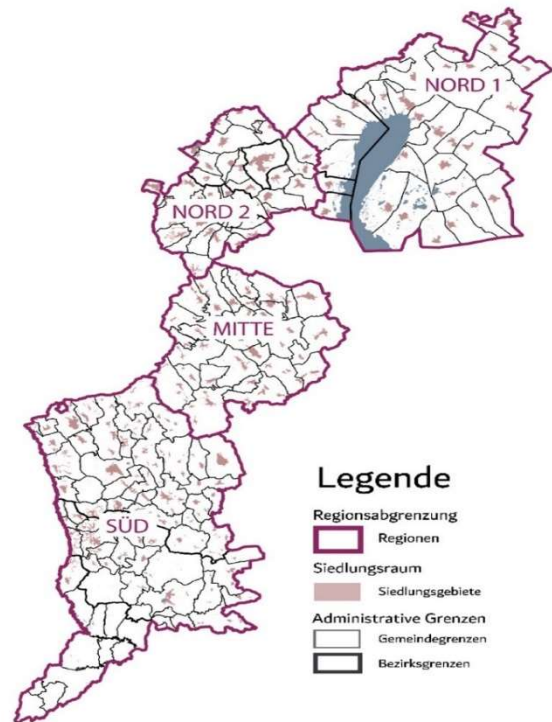 NORD 1
NORD 2
MITTE
SÜD
Legende
Regionsabgrenzung
Regionen
Siedlungsraum
Siedlungsgebiete
Administrative Grenzen
Gemeindegrenzen
Bezirksgrenzen